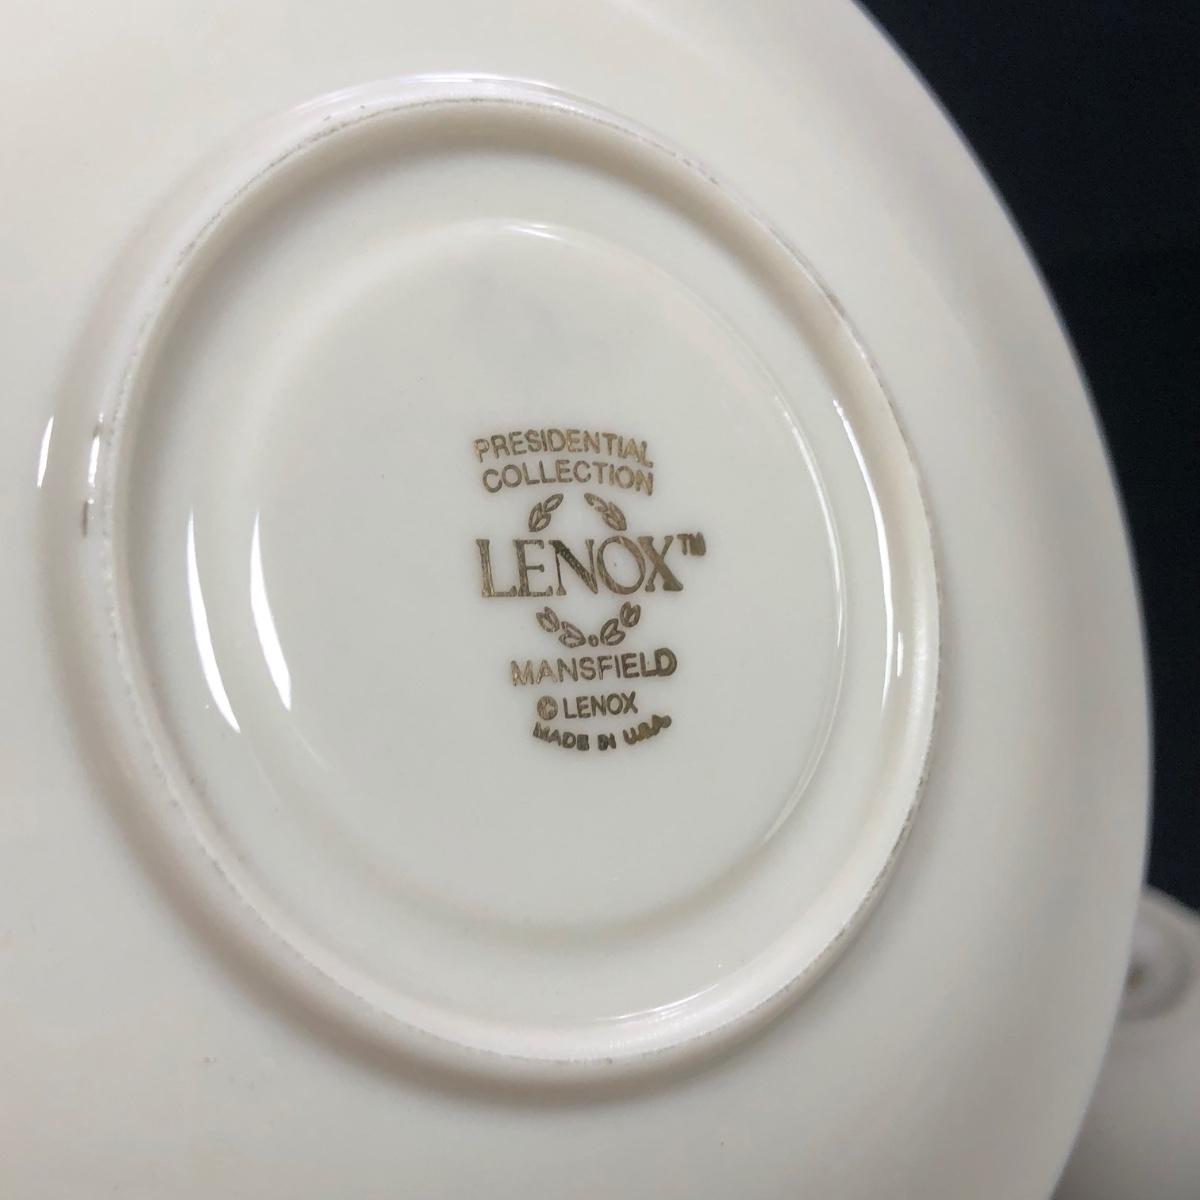 PRESIDENTIAL
COLLECTION
LENOX™
MANSFIELD
© LENOX
MADE IN U.S.A.